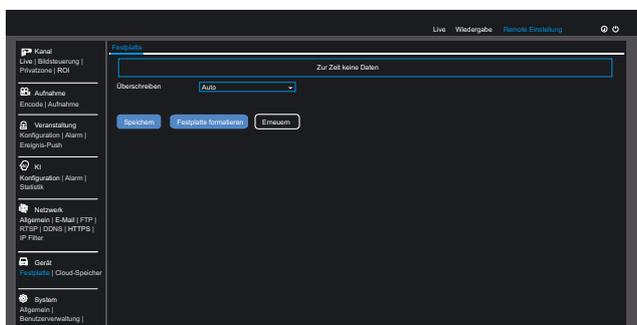 Live Wiedergabe Remote Einstellung
Kanal
Live | Bildsteuerung |
Privatzone | ROI
Aufnahme
Encode | Aufnahme
Veranstaltung
Konfiguration | Alarm |
Ereignis-Push
KI
Konfiguration | Alarm |
Statistik
Netzwerk
Allgemein | E-Mail | FTP |
RTSP | DDNS | HTTPS |
IP Filter
Gerät
Festplatte | Cloud-Speicher
System
Allgemein |
Benutzerverwaltung |
Festplatte
Zur Zeit keine Daten
Überschreiben Auto
Speichern Festplatte formatieren Erneuern